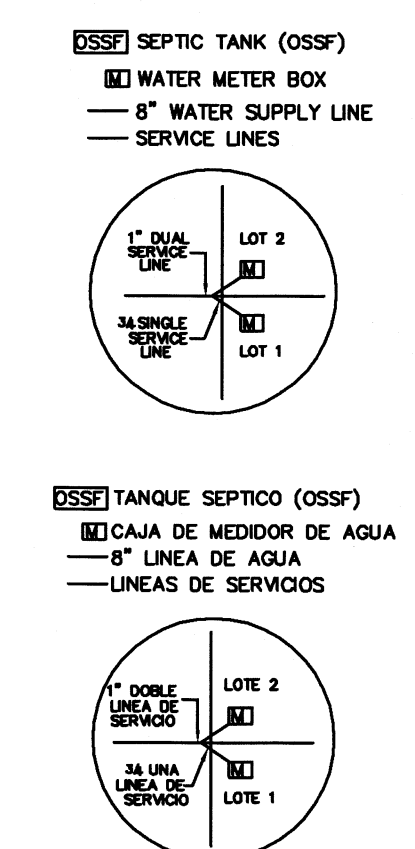 OSSF SEPTIC TANK (OSSF)
M WATER METER BOX
8" WATER SUPPLY LINE
SERVICE LINES
1" DUAL
SERVICE
LINE
LOT 2
M
34 SINGLE
SERVICE
LINE
M
LOT 1
OSSF TANQUE SEPTICO (OSSF)
M CAJA DE MEDIDOR DE AGUA
8" LINEA DE AGUA
LINEAS DE SERVICIOS
1" DOBLE
LINEA DE
SERVICIO
LOTE 2
M
34 UNA
LINEA DE
SERVICIO
M
LOTE 1